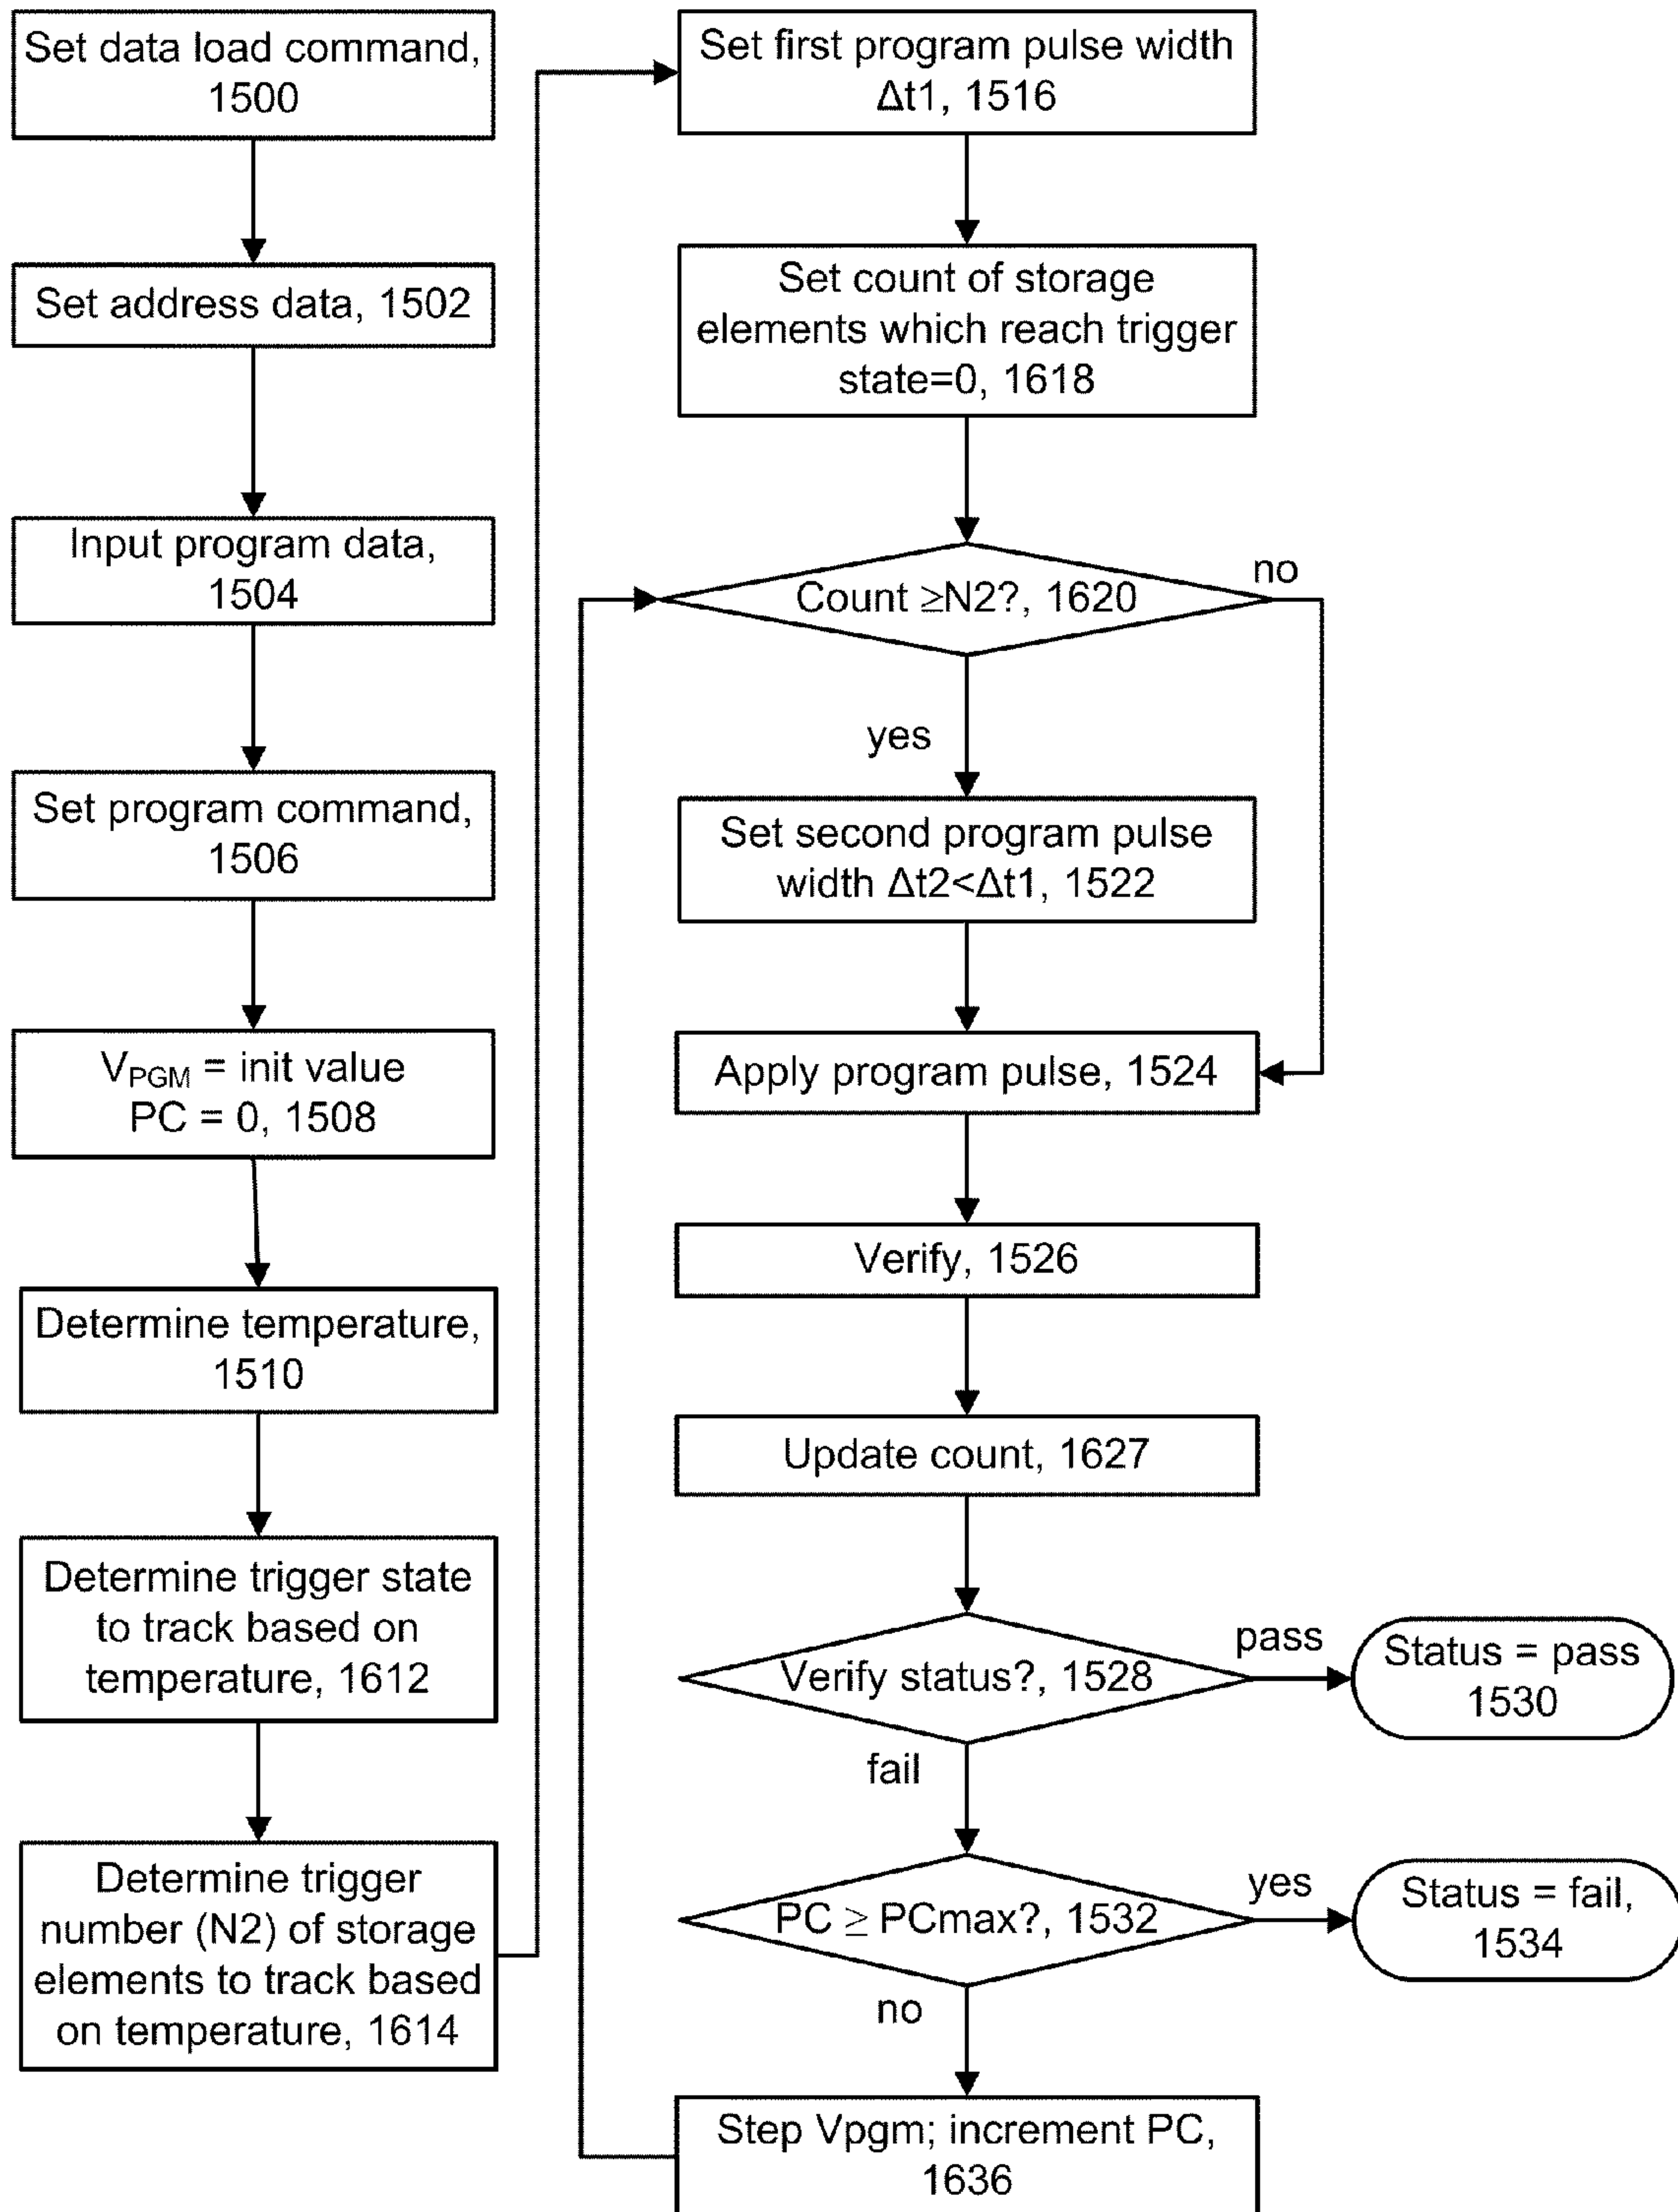 Set data load command,
1500
Set address data, 1502
Input program data,
1504
Set program command,
1506
V_PGM = init value
PC = 0, 1508
Determine temperature,
1510
Determine trigger state
to track based on
temperature, 1612
Determine trigger
number (N2) of storage
elements to track based
on temperature, 1614
Set first program pulse width
Δt1, 1516
Set count of storage
elements which reach trigger
state=0, 1618
Count ≥N2?, 1620
no
yes
Set second program pulse
width Δt2<Δt1, 1522
Apply program pulse, 1524
Verify, 1526
Update count, 1627
Verify status?, 1528
pass
Status = pass
1530
fail
PC ≥ PCmax?, 1532
yes
Status = fail,
1534
no
Step Vpgm; increment PC,
1636